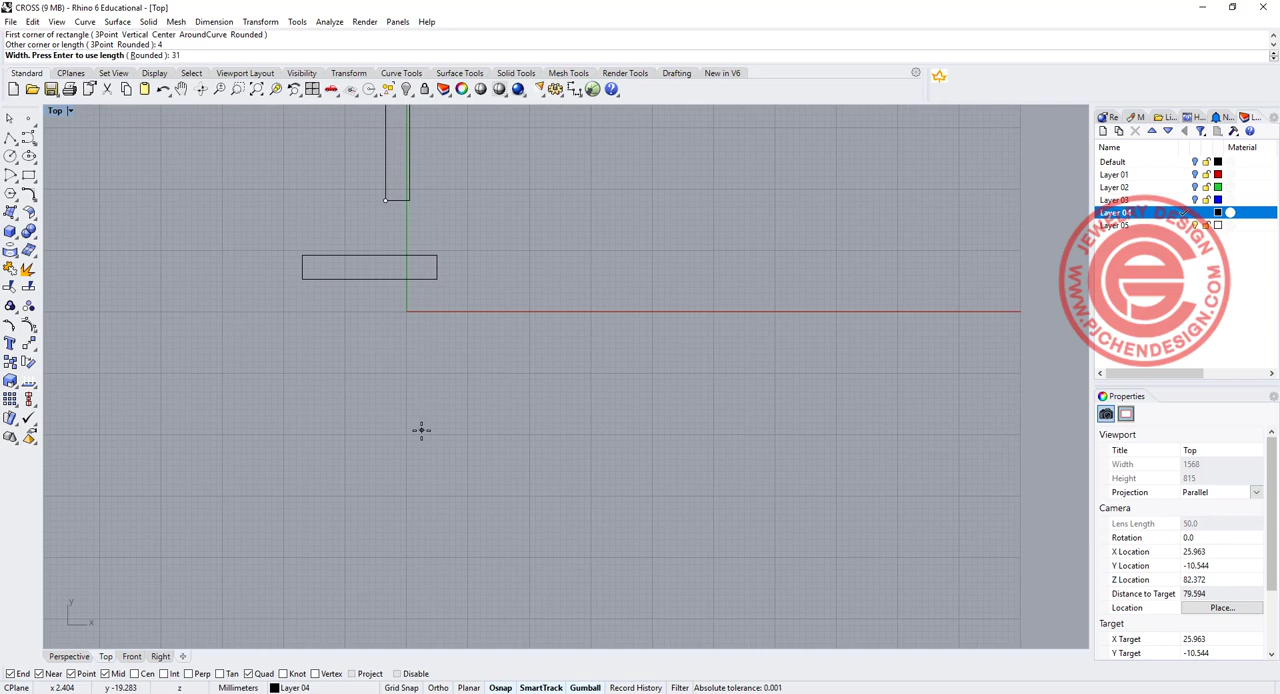 CROSS (9 MB) - Rhino 6 Educational - [Top]
File Edit View Curve Surface Solid Mesh Dimension Transform Tools Analyze Render Panels Help
First corner of rectangle ( 3Point Vertical Center AroundCurve Rounded )
Other corner or length ( 3Point Rounded ): 4
Width. Press Enter to use length ( Rounded ): 31
Standard CPlanes Set View Display Select Viewport Layout Visibility Transform Curve Tools Surface Tools Solid Tools Mesh Tools Render Tools Drafting New in V6
Top
Re M Li... H... N... L...
Name Material
Default
Layer 01
Layer 02
Layer 03
Layer 04
Layer 05
JEWELRY DESIGN
WWW.PJCHENDESIGN.COM
Properties
Viewport
Title Top
Width 1568
Height 815
Projection Parallel
Camera
Lens Length 50.0
Rotation 0.0
X Location 25.963
Y Location -10.544
Z Location 82.372
Distance to Target 79.594
Location Place...
Target
X Target 25.963
Y Target -10.544
y
x
Perspective Top Front Right
End Near Point Mid Cen Int Perp Tan Quad Knot Vertex Project Disable
CPlane x 2.404 y -19.283 z Millimeters Layer 04 Grid Snap Ortho Planar Osnap SmartTrack Gumball Record History Filter Absolute tolerance: 0.001